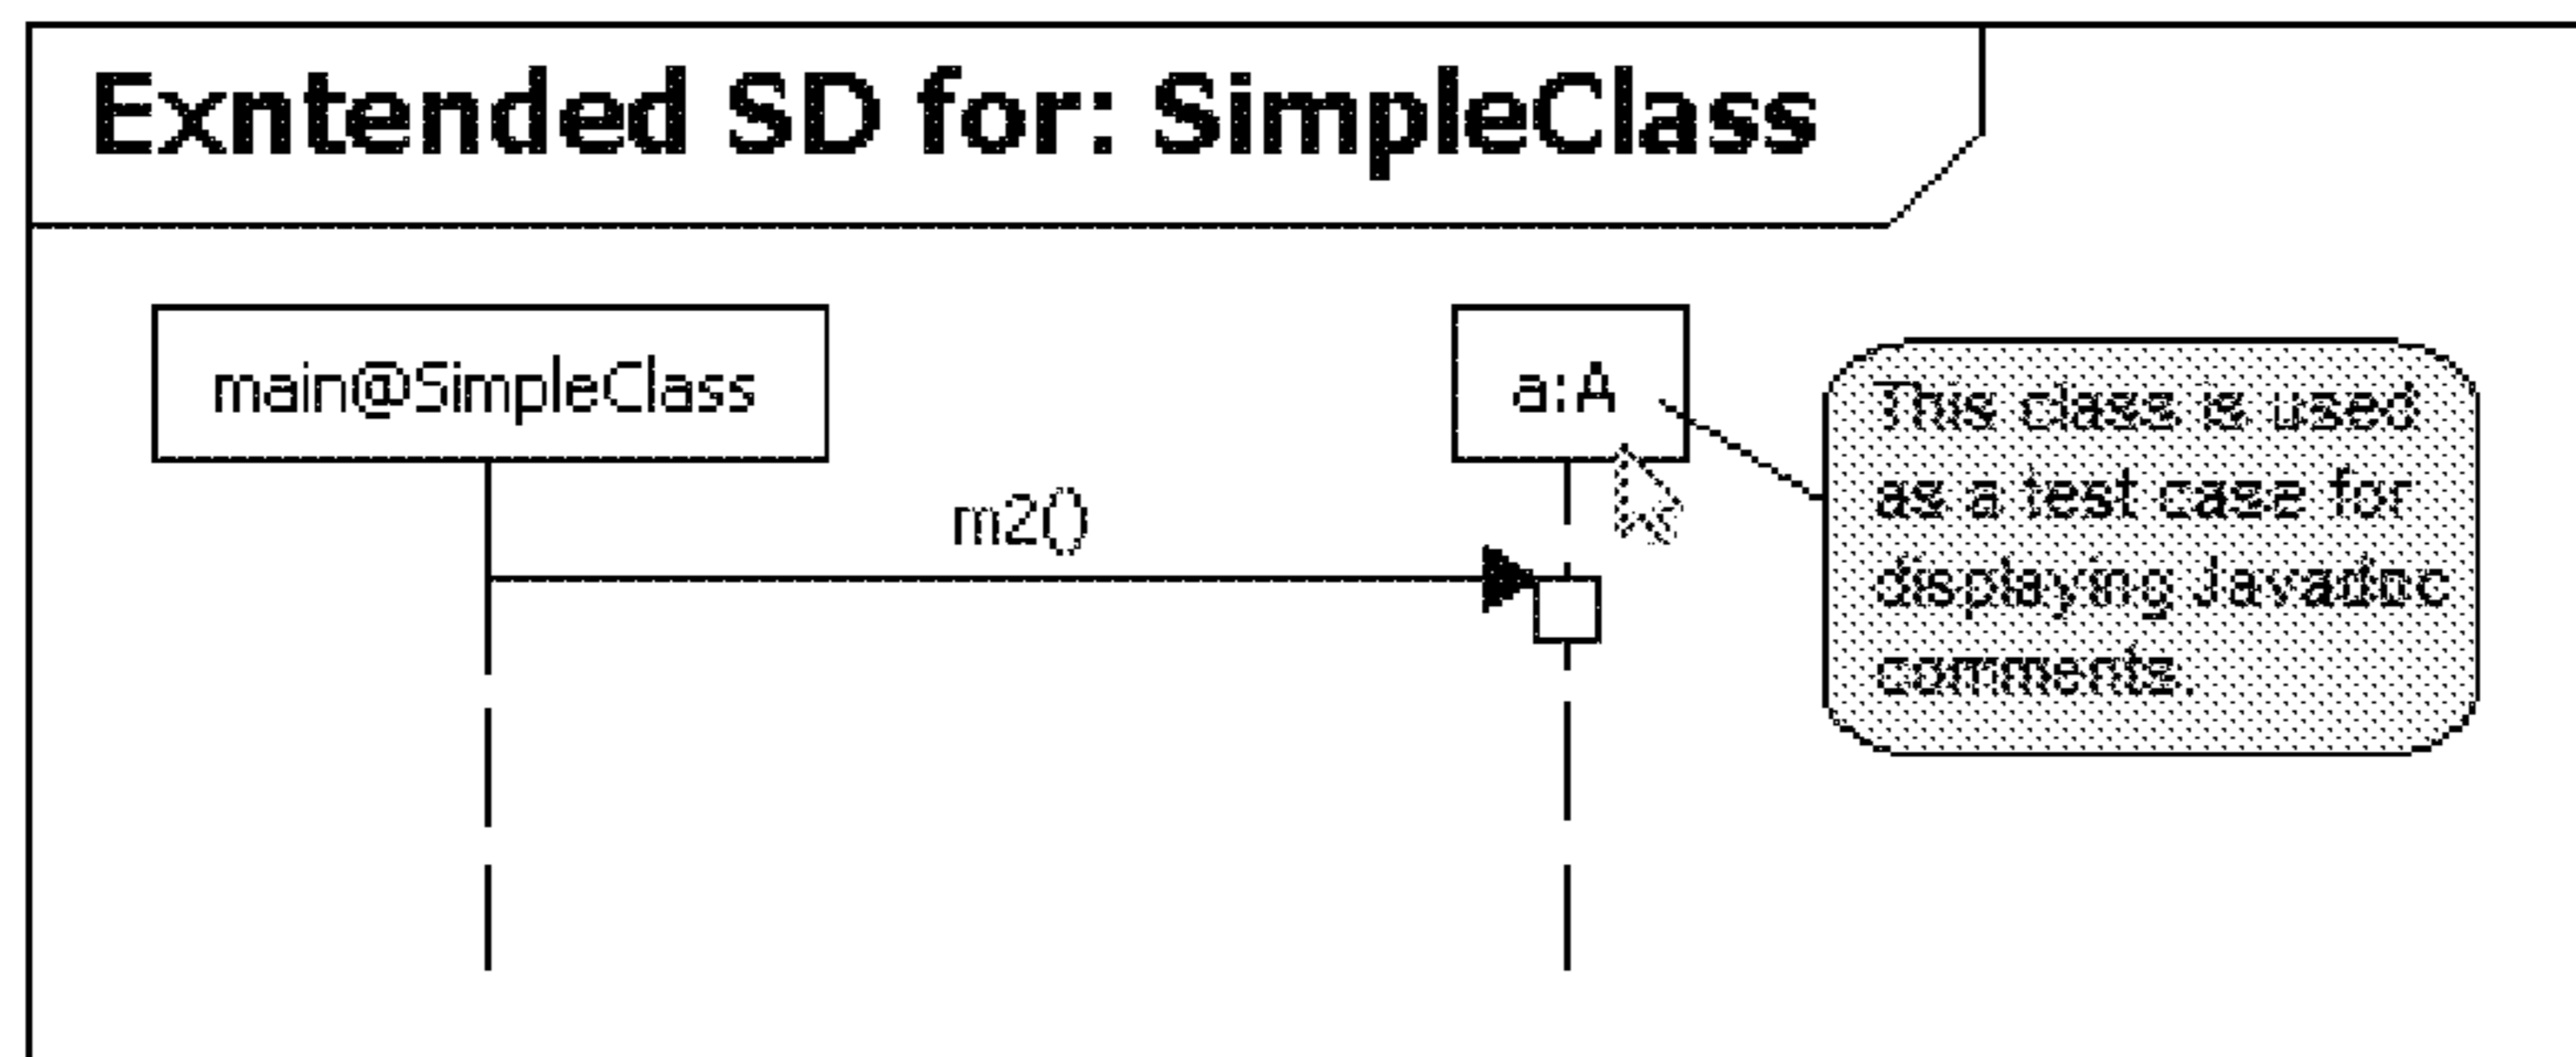 Exntended SD for: SimpleClass
main@SimpleClass
a:A
This class is used
as a test case for
displaying Javadoc
comments.
m2()